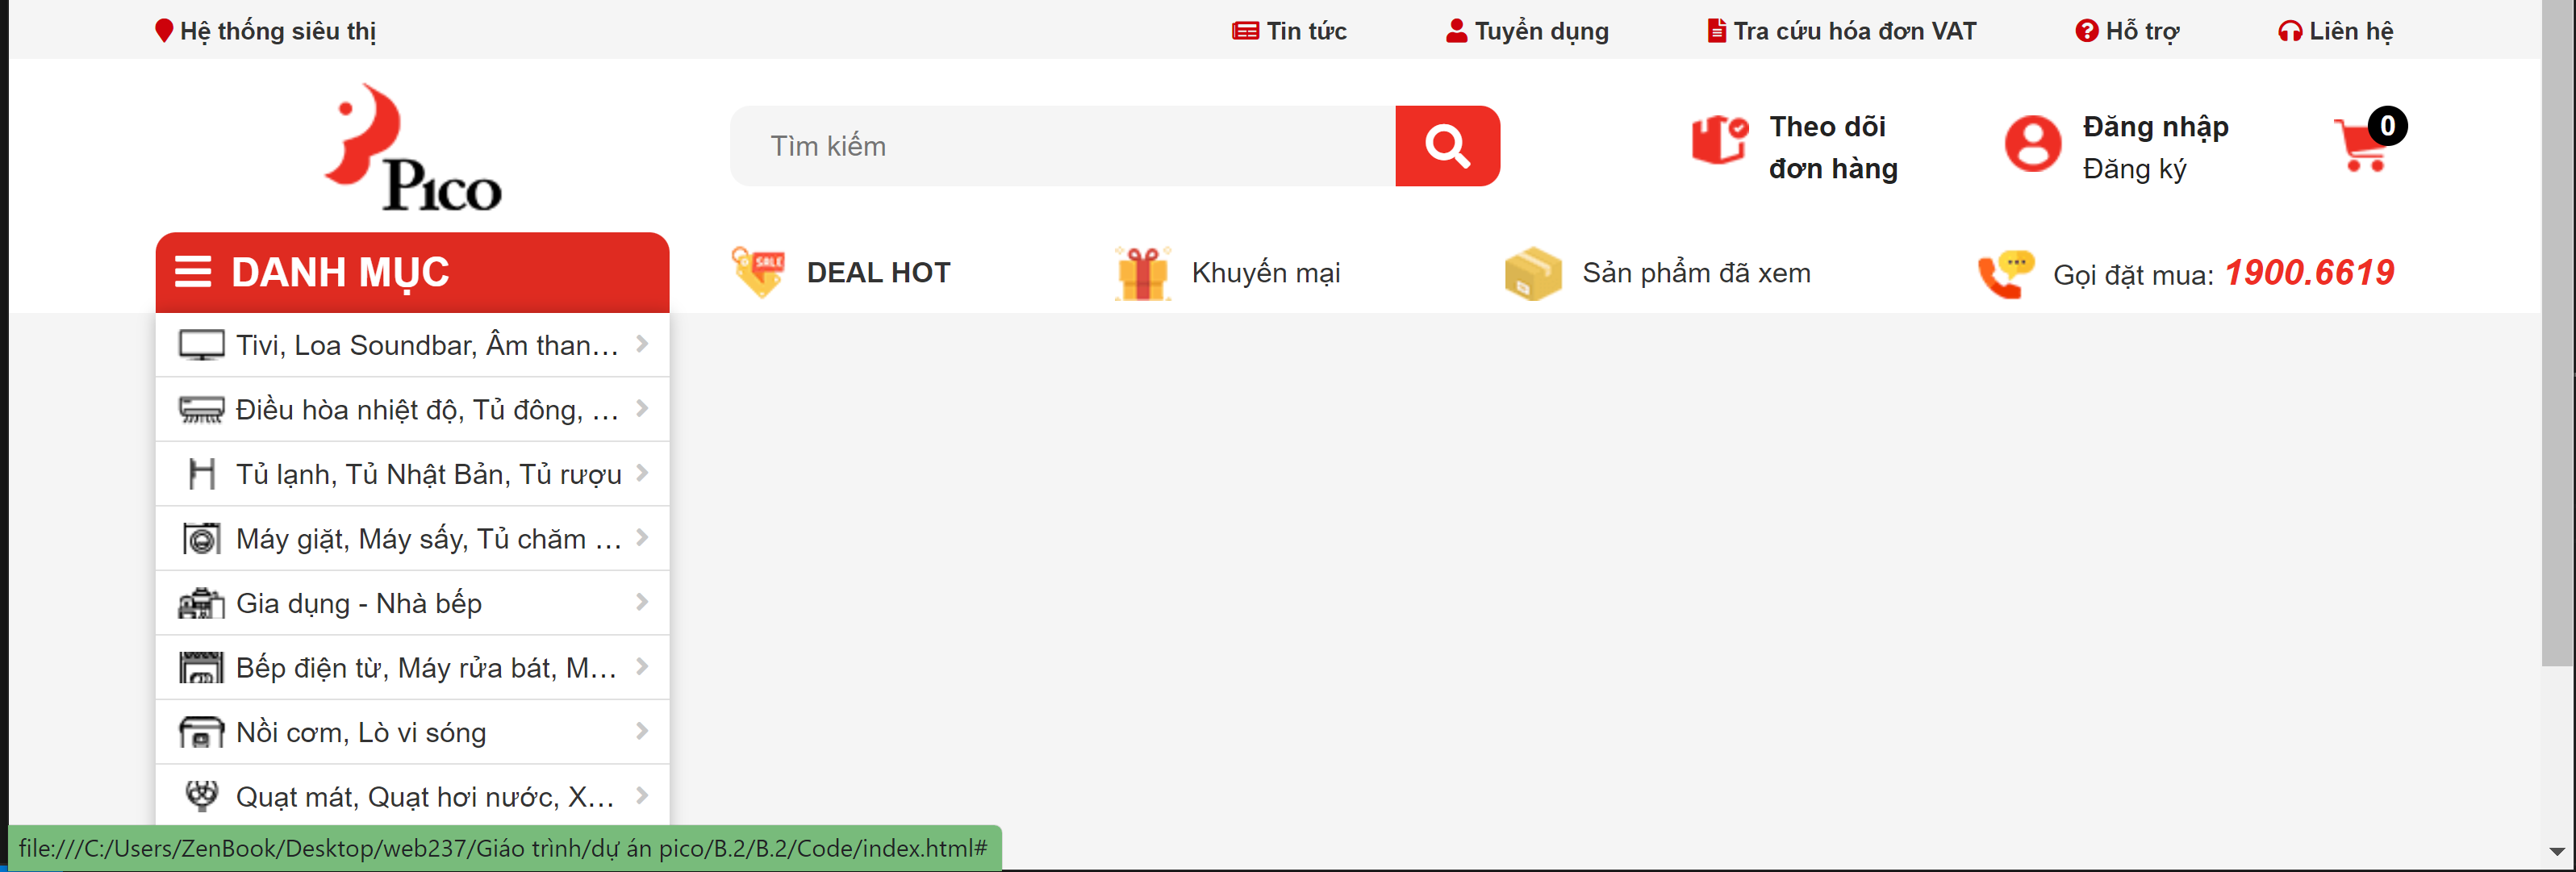 Hệ thống siêu thị
Tin tức
Tuyển dụng
Tra cứu hóa đơn VAT
Hỗ trợ
Liên hệ
Pico
Tìm kiếm
Theo dõi
đơn hàng
Đăng nhập
Đăng ký
0
DANH MỤC
SALE
DEAL HOT
Khuyến mại
Sản phẩm đã xem
Gọi đặt mua: 1900.6619
Tivi, Loa Soundbar, Âm than...
Điều hòa nhiệt độ, Tủ đông, ...
Tủ lạnh, Tủ Nhật Bản, Tủ rượu
Máy giặt, Máy sấy, Tủ chăm ...
Gia dụng - Nhà bếp
Bếp điện từ, Máy rửa bát, M...
Nồi cơm, Lò vi sóng
Quạt mát, Quạt hơi nước, X...
file:///C:/Users/ZenBook/Desktop/web237/Giáo trình/dự án pico/B.2/B.2/Code/index.html#